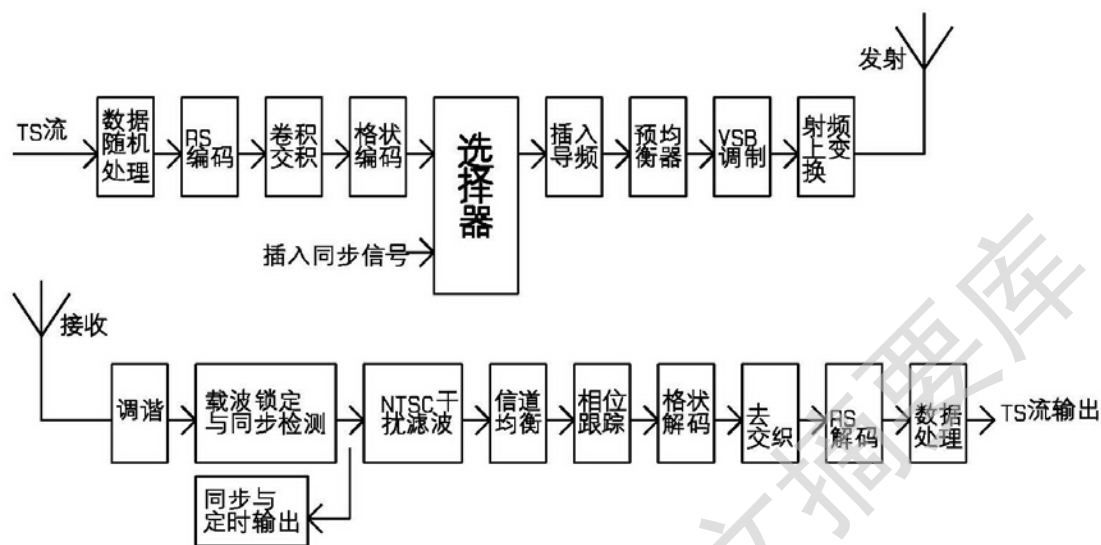 发射
TS流
数据
随机
处理
RS
编码
卷积
交积
格状
编码
选
择
器
插入
导频
预均
衡器
VSB
调制
射频
上变
换
插入同步信号
接收
调谐
载波锁定
与同步检测
NTSC干
扰滤波
信道
均衡
相位
跟踪
格状
解码
去
交织
RS
解码
数据
处理
TS流输出
同步与
定时输出
文摘要库